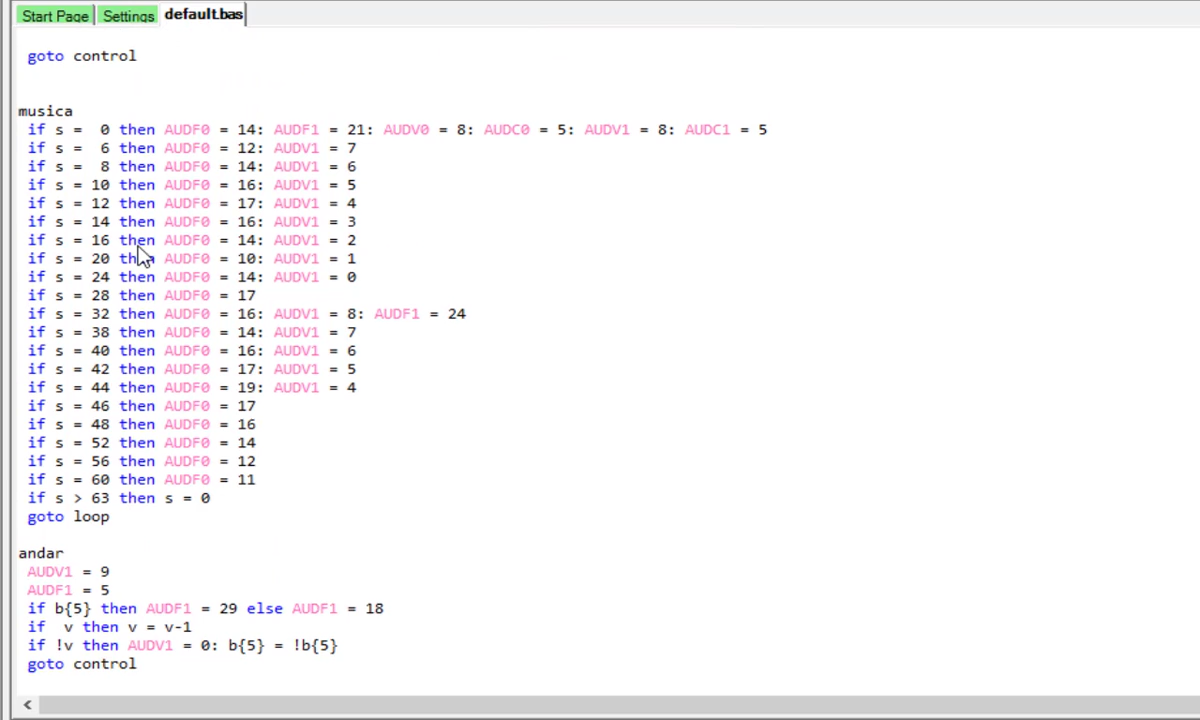 Start Page Settings default.bas
goto control
musica
if s =  0 then AUDF0 = 14: AUDF1 = 21: AUDV0 = 8: AUDC0 = 5: AUDV1 = 8: AUDC1 = 5
if s =  6 then AUDF0 = 12: AUDV1 = 7
if s =  8 then AUDF0 = 14: AUDV1 = 6
if s = 10 then AUDF0 = 16: AUDV1 = 5
if s = 12 then AUDF0 = 17: AUDV1 = 4
if s = 14 then AUDF0 = 16: AUDV1 = 3
if s = 16 then AUDF0 = 14: AUDV1 = 2
if s = 20 then AUDF0 = 10: AUDV1 = 1
if s = 24 then AUDF0 = 14: AUDV1 = 0
if s = 28 then AUDF0 = 17
if s = 32 then AUDF0 = 16: AUDV1 = 8: AUDF1 = 24
if s = 38 then AUDF0 = 14: AUDV1 = 7
if s = 40 then AUDF0 = 16: AUDV1 = 6
if s = 42 then AUDF0 = 17: AUDV1 = 5
if s = 44 then AUDF0 = 19: AUDV1 = 4
if s = 46 then AUDF0 = 17
if s = 48 then AUDF0 = 16
if s = 52 then AUDF0 = 14
if s = 56 then AUDF0 = 12
if s = 60 then AUDF0 = 11
if s > 63 then s = 0
goto loop
andar
AUDV1 = 9
AUDF1 = 5
if b{5} then AUDF1 = 29 else AUDF1 = 18
if  v then v = v-1
if !v then AUDV1 = 0: b{5} = !b{5}
goto control